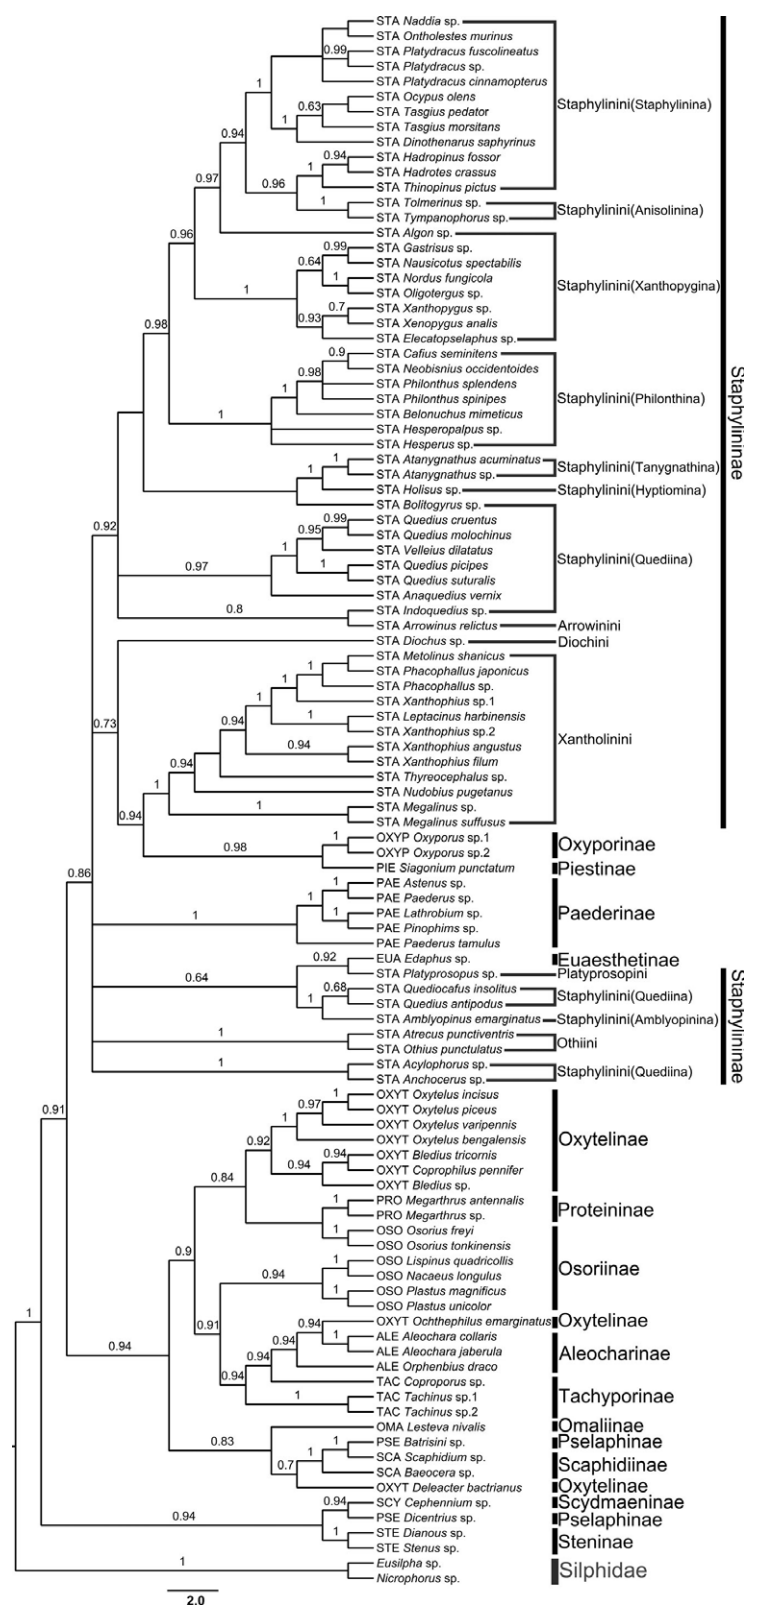 STA Naddia sp.
STA Ontholestes murinus
0.99
STA Platydracus fuscolineatus
STA Platydracus sp.
1
STA Platydracus cinnamopterus
STA Ocypus olens
0.63
STA Tasgius pedator
Staphylinini(Staphylinina)
1
STA Tasgius morsitans
0.94
STA Dinothenarus saphyrinus
0.94
STA Hadropinus fossor
1
STA Hadrotes crassus
0.97
0.96
STA Thinopinus pictus
1
STA Tolmerinus sp.
Staphylinini(Anisolinina)
STA Tympanophorus sp.
0.96
STA Algon sp.
0.99
STA Gastrisus sp.
0.64
STA Nausicotus spectabilis
1
STA Nordus fungicola
Staphylinini(Xanthopygina)
1
STA Oligotergus sp.
0.7
STA Xanthopygus sp.
0.93
STA Xenopygus analis
0.98
STA Elecatopselaphus sp.
0.9
STA Cafius seminitens
0.98
STA Neobisnius occidentoides
1
STA Philonthus splendens
STA Philonthus spinipes
Staphylinini(Philonthina)
1
STA Belonuchus mimeticus
STA Hesperopalpus sp.
STA Hesperus sp.
Staphylininae
1
STA Atanygnathus acuminatus
Staphylinini(Tanygnathina)
1
STA Atanygnathus sp.
STA Holisus sp.
Staphylinini(Hyptiomina)
STA Bolitogyrus sp.
0.99
STA Quedius cruentus
0.92
0.95
STA Quedius molochinus
1
STA Velleius dilatatus
Staphylinini(Quediina)
0.97
1
STA Quedius picipes
STA Quedius suturalis
STA Anaquedius vernix
0.8
STA Indoquedius sp.
STA Arrowinus relictus
Arrowinini
STA Diochus sp.
Diochini
STA Metolinus shanicus
1
STA Phacophallus japonicus
1
STA Phacophallus sp.
1
STA Xanthophius sp.1
0.73
0.94
1
STA Leptacinus harbinensis
STA Xanthophius sp.2
Xantholinini
0.94
STA Xanthophius angustus
0.94
STA Xanthophius filum
STA Thyreocephalus sp.
1
STA Nudobius pugetanus
1
STA Megalinus sp.
0.94
STA Megalinus suffusus
1
OXYP Oxyporus sp.1
Oxyporinae
0.98
OXYP Oxyporus sp.2
PIE Siagonium punctatum
Piestinae
0.86
1
PAE Astenus sp.
1
PAE Paederus sp.
1
PAE Lathrobium sp.
Paederinae
1
PAE Pinophims sp.
PAE Paederus tamulus
0.92
EUA Edaphus sp.
Euaesthetinae
0.64
STA Platyprosopus sp.
Platyprosopini
0.68
STA Quediocafus insolitus
Staphylinini(Quediina)
1
STA Quedius antipodus
STA Amblyopinus emarginatus
Staphylinini(Amblyopinina)
Staphylininae
1
STA Atrecus punctiventris
Othiini
STA Othius punctulatus
1
STA Acylophorus sp.
Staphylinini(Quediina)
STA Anchocerus sp.
1
OXYT Oxytelus incisus
0.97
OXYT Oxytelus piceus
0.91
1
OXYT Oxytelus varipennis
0.92
OXYT Oxytelus bengalensis
Oxytelinae
0.94
OXYT Bledius tricornis
0.94
OXYT Coprophilus pennifer
0.84
OXYT Bledius sp.
1
PRO Megarthrus antennalis
Proteininae
PRO Megarthrus sp.
1
OSO Osorius freyi
OSO Osorius tonkinensis
0.9
1
OSO Lispinus quadricollis
Osoriinae
0.94
OSO Nacaeus longulus
1
OSO Plastus magnificus
OSO Plastus unicolor
1
0.91
0.94
OXYT Ochthephilus emarginatus
Oxytelinae
0.94
1
ALE Aleochara collaris
0.94
0.94
ALE Aleochara jaberula
Aleocharinae
ALE Orphenbius draco
0.94
TAC Coproporus sp.
1
TAC Tachinus sp.1
Tachyporinae
TAC Tachinus sp.2
OMA Lesteva nivalis
Omaliinae
0.83
1
PSE Batrisini sp.
Pselaphinae
1
SCA Scaphidium sp.
Scaphidiinae
0.7
SCA Baeocera sp.
OXYT Deleacter bactrianus
Oxytelinae
0.94
SCY Cephennium sp.
Scydmaeninae
0.94
PSE Dicentrius sp.
Pselaphinae
1
STE Dianous sp.
Steninae
STE Stenus sp.
1
Eusilpha sp.
Silphidae
Nicrophorus sp.
2.0